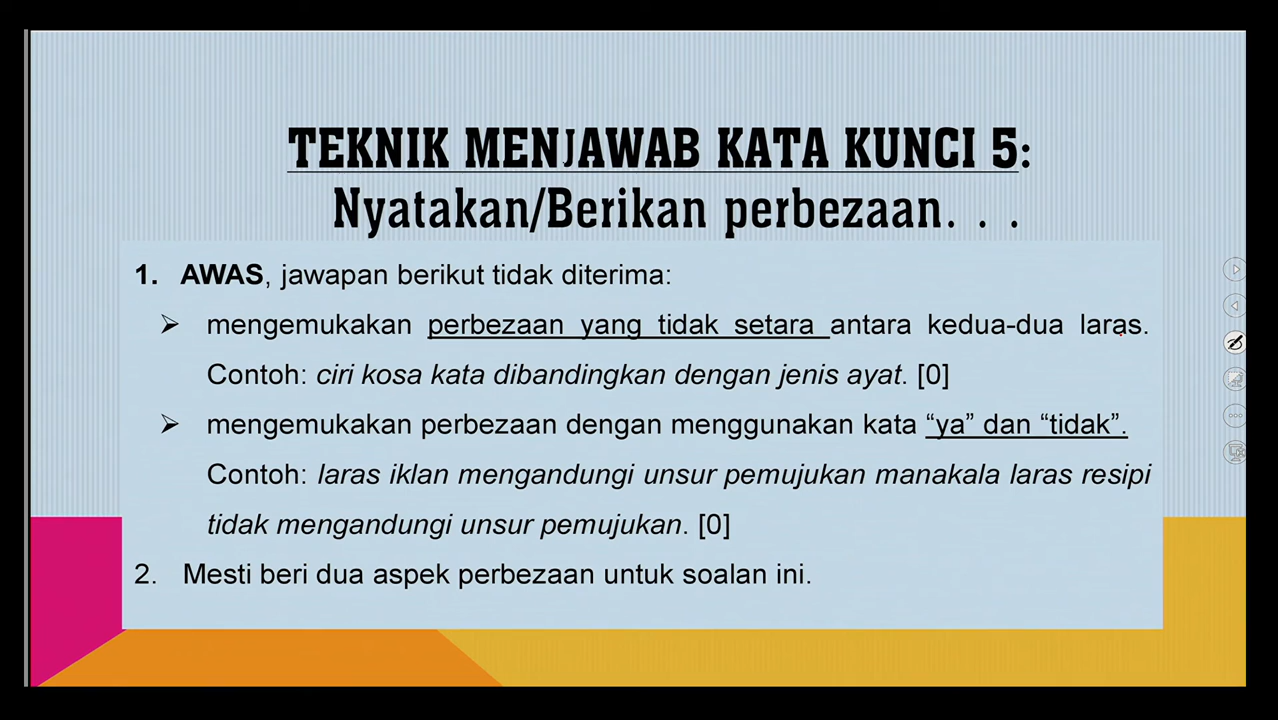 TEKNIK MENJAWAB KATA KUNCI 5:
Nyatakan/Berikan perbezaan. . .
1. AWAS, jawapan berikut tidak diterima:
➢ mengemukakan perbezaan yang tidak setara antara kedua-dua laras.
Contoh: ciri kosa kata dibandingkan dengan jenis ayat. [0]
➢ mengemukakan perbezaan dengan menggunakan kata “ya” dan “tidak”.
Contoh: laras iklan mengandungi unsur pemujukan manakala laras resipi
tidak mengandungi unsur pemujukan. [0]
2. Mesti beri dua aspek perbezaan untuk soalan ini.